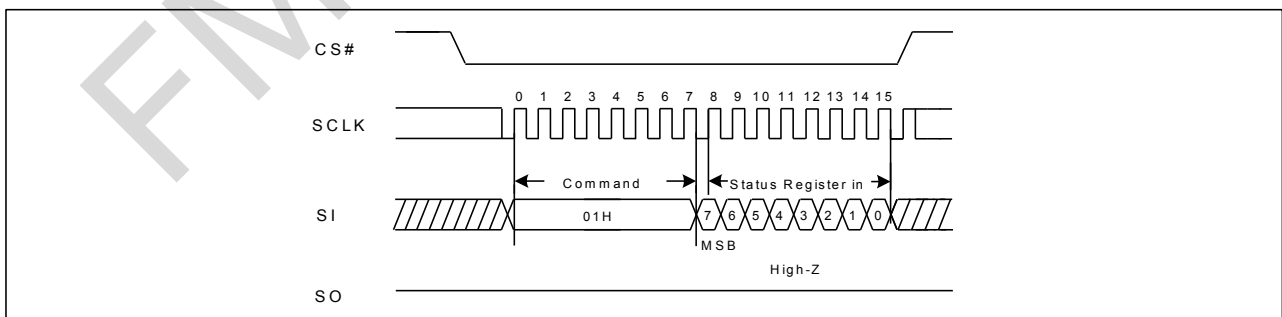 FM
CS#
0 1 2 3 4 5 6 7 8 9 10 11 12 13 14 15
SCLK
Command Status Register in
SI 01H 7 6 5 4 3 2 1 0
MSB
High-Z
SO